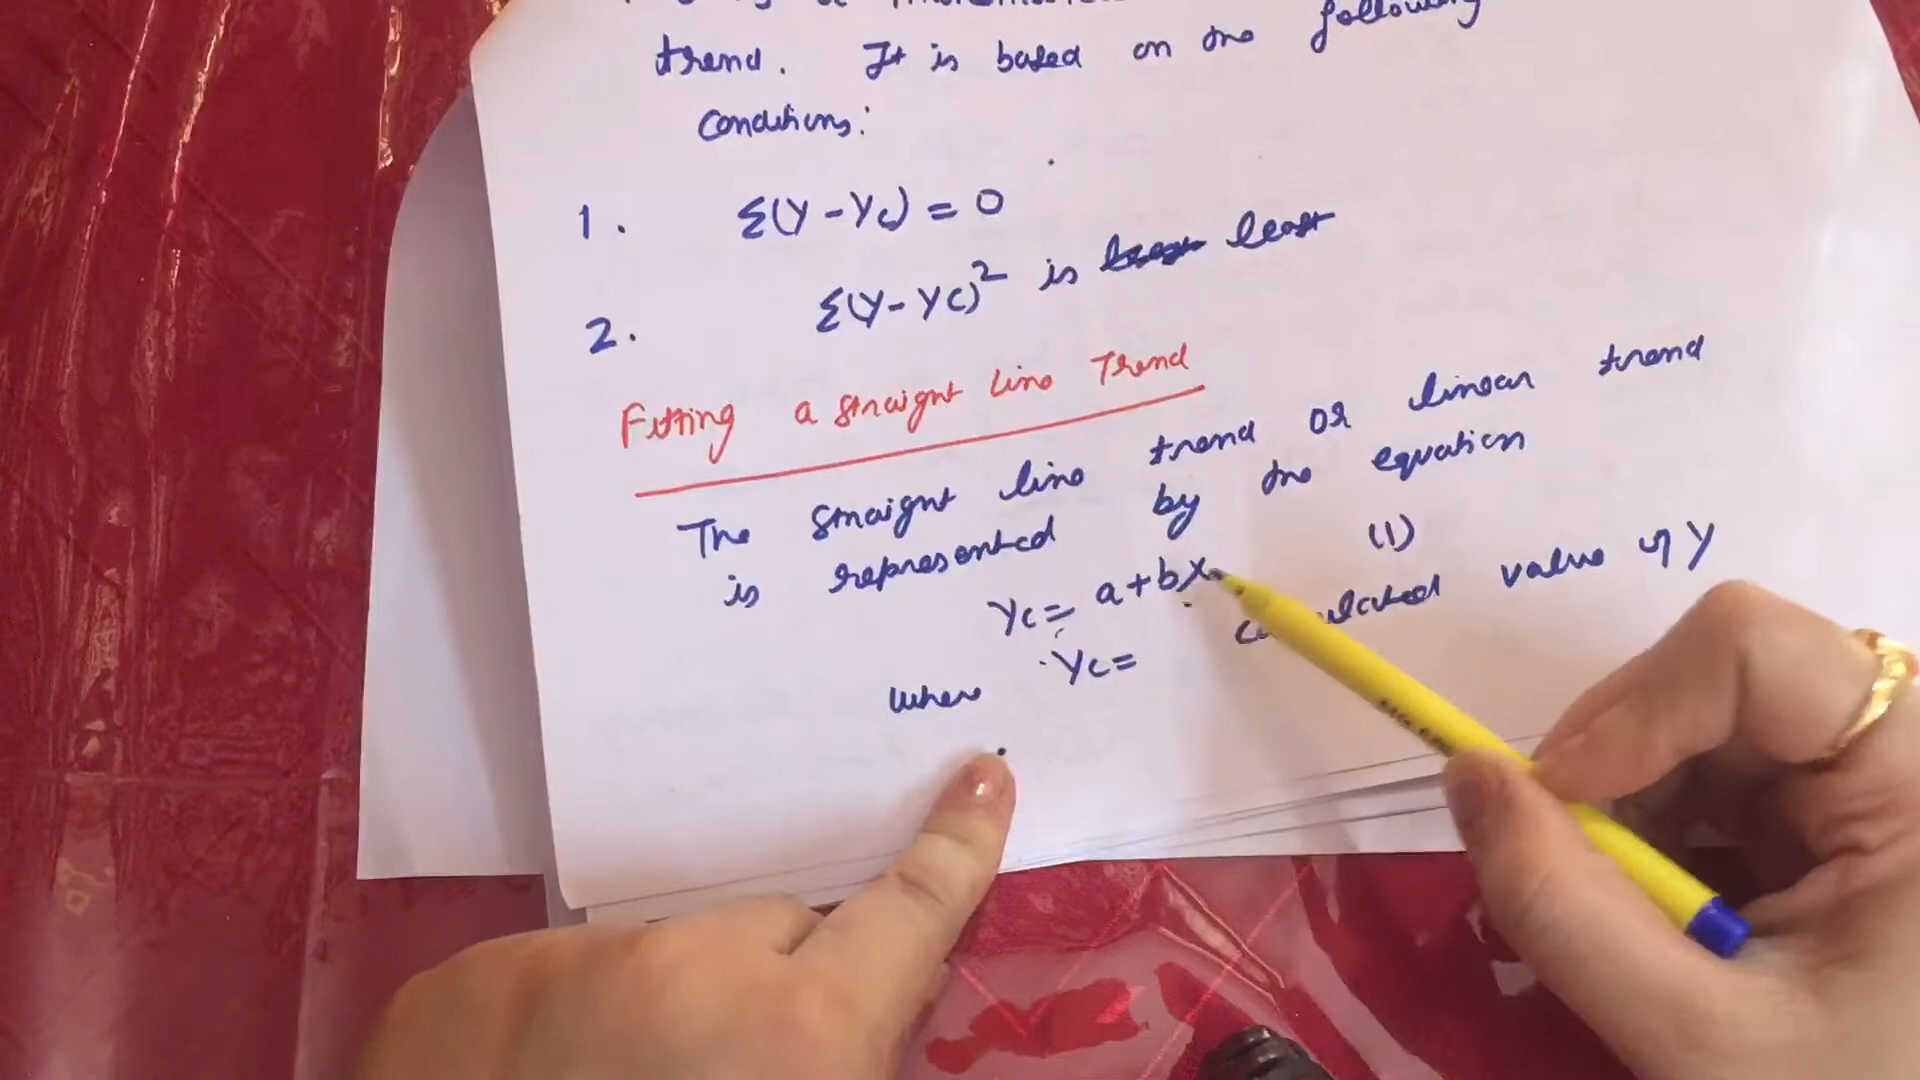 trend. It is based on the following
Conditions:
1. Σ(Y-Yc) = 0
2. Σ(Y-YC)² is least
Fitting a straight line Trend
The straight line trend or linear trend
is represented by the equation
Yc = a+bX (1)
where Yc = calculated value of Y